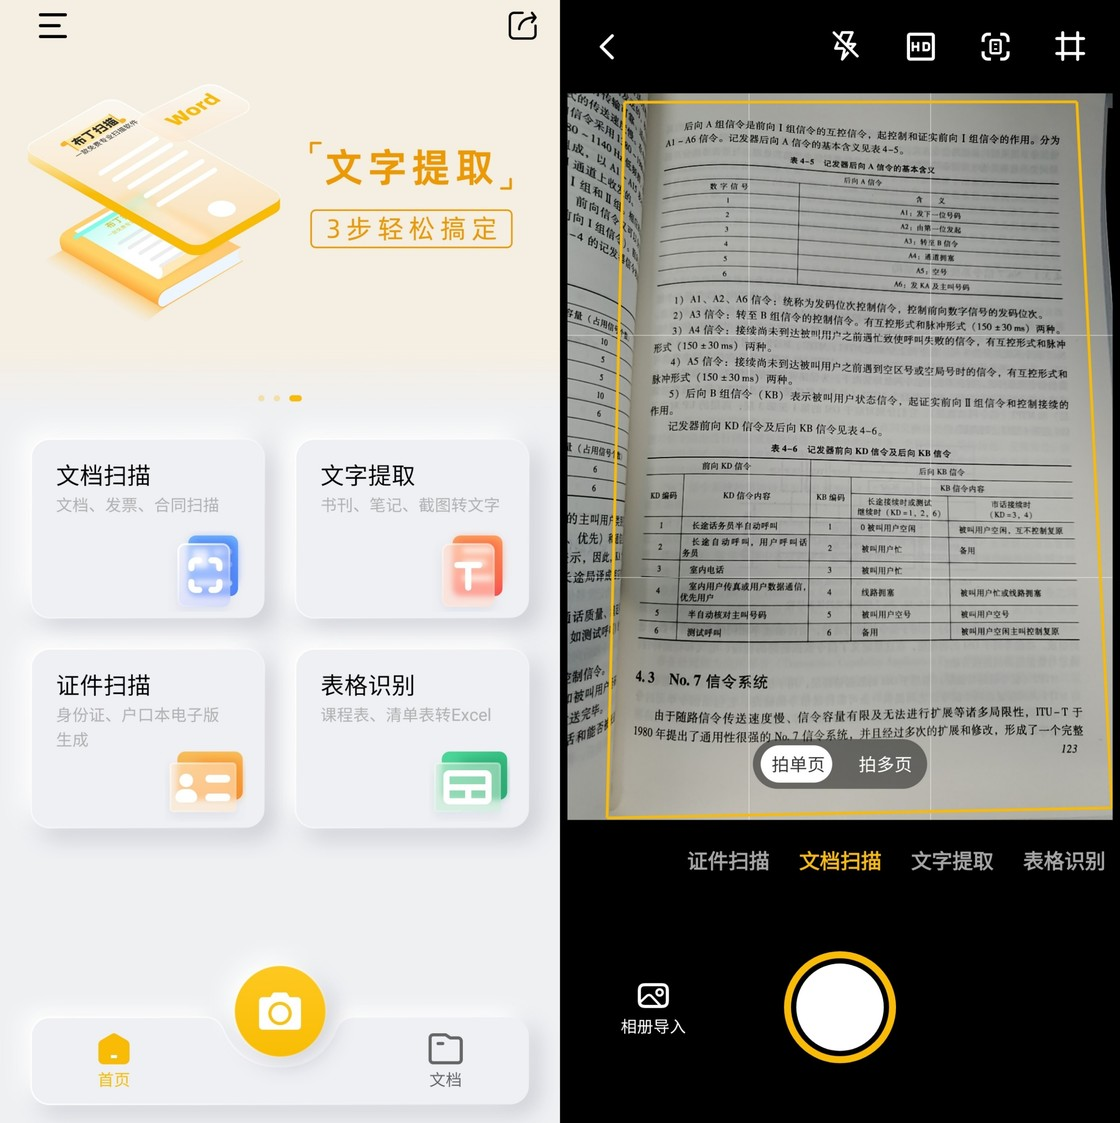 Word
布丁扫描
一款免费专业扫描软件
「文字提取」
3步轻松搞定
文档扫描
文档、发票、合同扫描
文字提取
书刊、笔记、截图转文字
证件扫描
身份证、户口本电子版
生成
表格识别
课程表、清单表转Excel
首页
文档
HD
后向 A 组信令是前向 I 组信令的互控信令，起控制和证实前向 I 组信令的作用。分为
A1~A6 信令。记发器后向 A 信令的基本含义见表 4-5。
表 4-5 记发器后向 A 信令的基本含义
后向 A 信令
数 字 信 号 含 义
1 A1：发下一位号码
2 A2：由第一位发起
3 A3：转至 B 信令
4 A4：通道拥塞
5 A5：空号
6 A6：发 KA 及主叫号码
1）A1、A2、A6 信令：统称为发码位次控制信令，控制前向数字信号的发码位次。
2）A3 信令：转至 B 组信令的控制信令。有互控形式和脉冲形式（150 ±30 ms）两种。
3）A4 信令：接续尚未到达被叫用户之前遇忙致使呼叫失败的信令，有互控形式和脉冲
形式（150 ±30 ms）两种。
4）A5 信令：接续尚未到达被叫用户之前遇到空区号或空局号时的信令，有互控形式和
脉冲形式（150 ±30 ms）两种。
5）后向 B 组信令（KB）表示被叫用户状态信令，起证实前向 Ⅱ 组信令和控制接续的
作用。
记发器前向 KD 信令及后向 KB 信令见表 4-6。
表 4-6 记发器前向 KD 信令及后向 KB 信令
前向 KD 信令 后向 KB 信令
KD 编码 KD 信令内容 KB 编码 KB 信令内容
长途接续时或测试
继续时（KD =1，2，6） 市话接续时
（KD =3，4）
1 长途话务员半自动呼叫 1 0 被叫用户空闲 被叫用户空闲，互不控制复原
2 长途自动呼叫，用户呼叫话
务员 2 被叫用户忙 备用
3 室内电话 3 被叫用户忙
4 室内用户传真或用户数据通信，
优先用户 4 线路拥塞 被叫用户忙或线路拥塞
5 半自动核对主叫号码 5 被叫用户空号 被叫用户空号
6 测试呼叫 6 备用 被叫用户空闲主叫控制复原
4.3 No. 7 信令系统
由于随路信令传送速度慢、信令容量有限及无法进行扩展等诸多局限性，ITU-T 于
1980 年提出了通用性很强的 No. 7 信令系统，并且经过多次的扩展和修改，形成了一个完整
123
拍单页 拍多页
证件扫描 文档扫描 文字提取 表格识别
相册导入